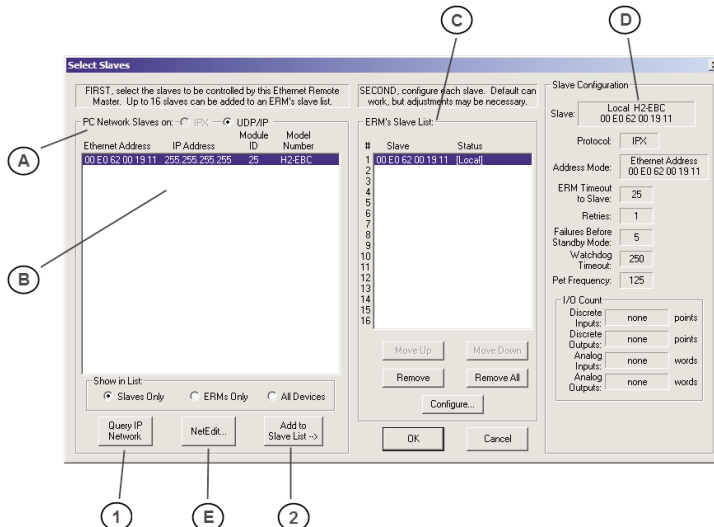 C
D
Select Slaves
FIRST, select the slaves to be controlled by this Ethernet Remote
Master. Up to 16 slaves can be added to an ERM's slave list.
PC Network Slaves on: IPX UDP/IP
Ethernet Address IP Address Module ID Model Number
00 E0 62 00 19 11 255.255.255.255 25 H2-EBC
A
B
Show in List:
Slaves Only ERMs Only All Devices
Query IP Network
NetEdit...
Add to Slave List -->
1
E
2
SECOND, configure each slave. Default can
work, but adjustments may be necessary.
ERM's Slave List:
# Slave Status
1 00 E0 62 00 19 11 [Local]
2
3
4
5
6
7
8
9
10
11
12
13
14
15
16
Move Up Move Down
Remove Remove All
Configure...
OK Cancel
Slave Configuration
Slave: Local H2-EBC
00 E0 62 00 19 11
Protocol: IPX
Address Mode: Ethernet Address
00 E0 62 00 19 11
ERM Timeout
to Slave: 25
Retries: 1
Failures Before
Standby Mode: 5
Watchdog
Timeout: 250
Pet Frequency: 125
I/O Count
Discrete
Inputs: none points
Discrete
Outputs: none points
Analog
Inputs: none words
Analog
Outputs: none words